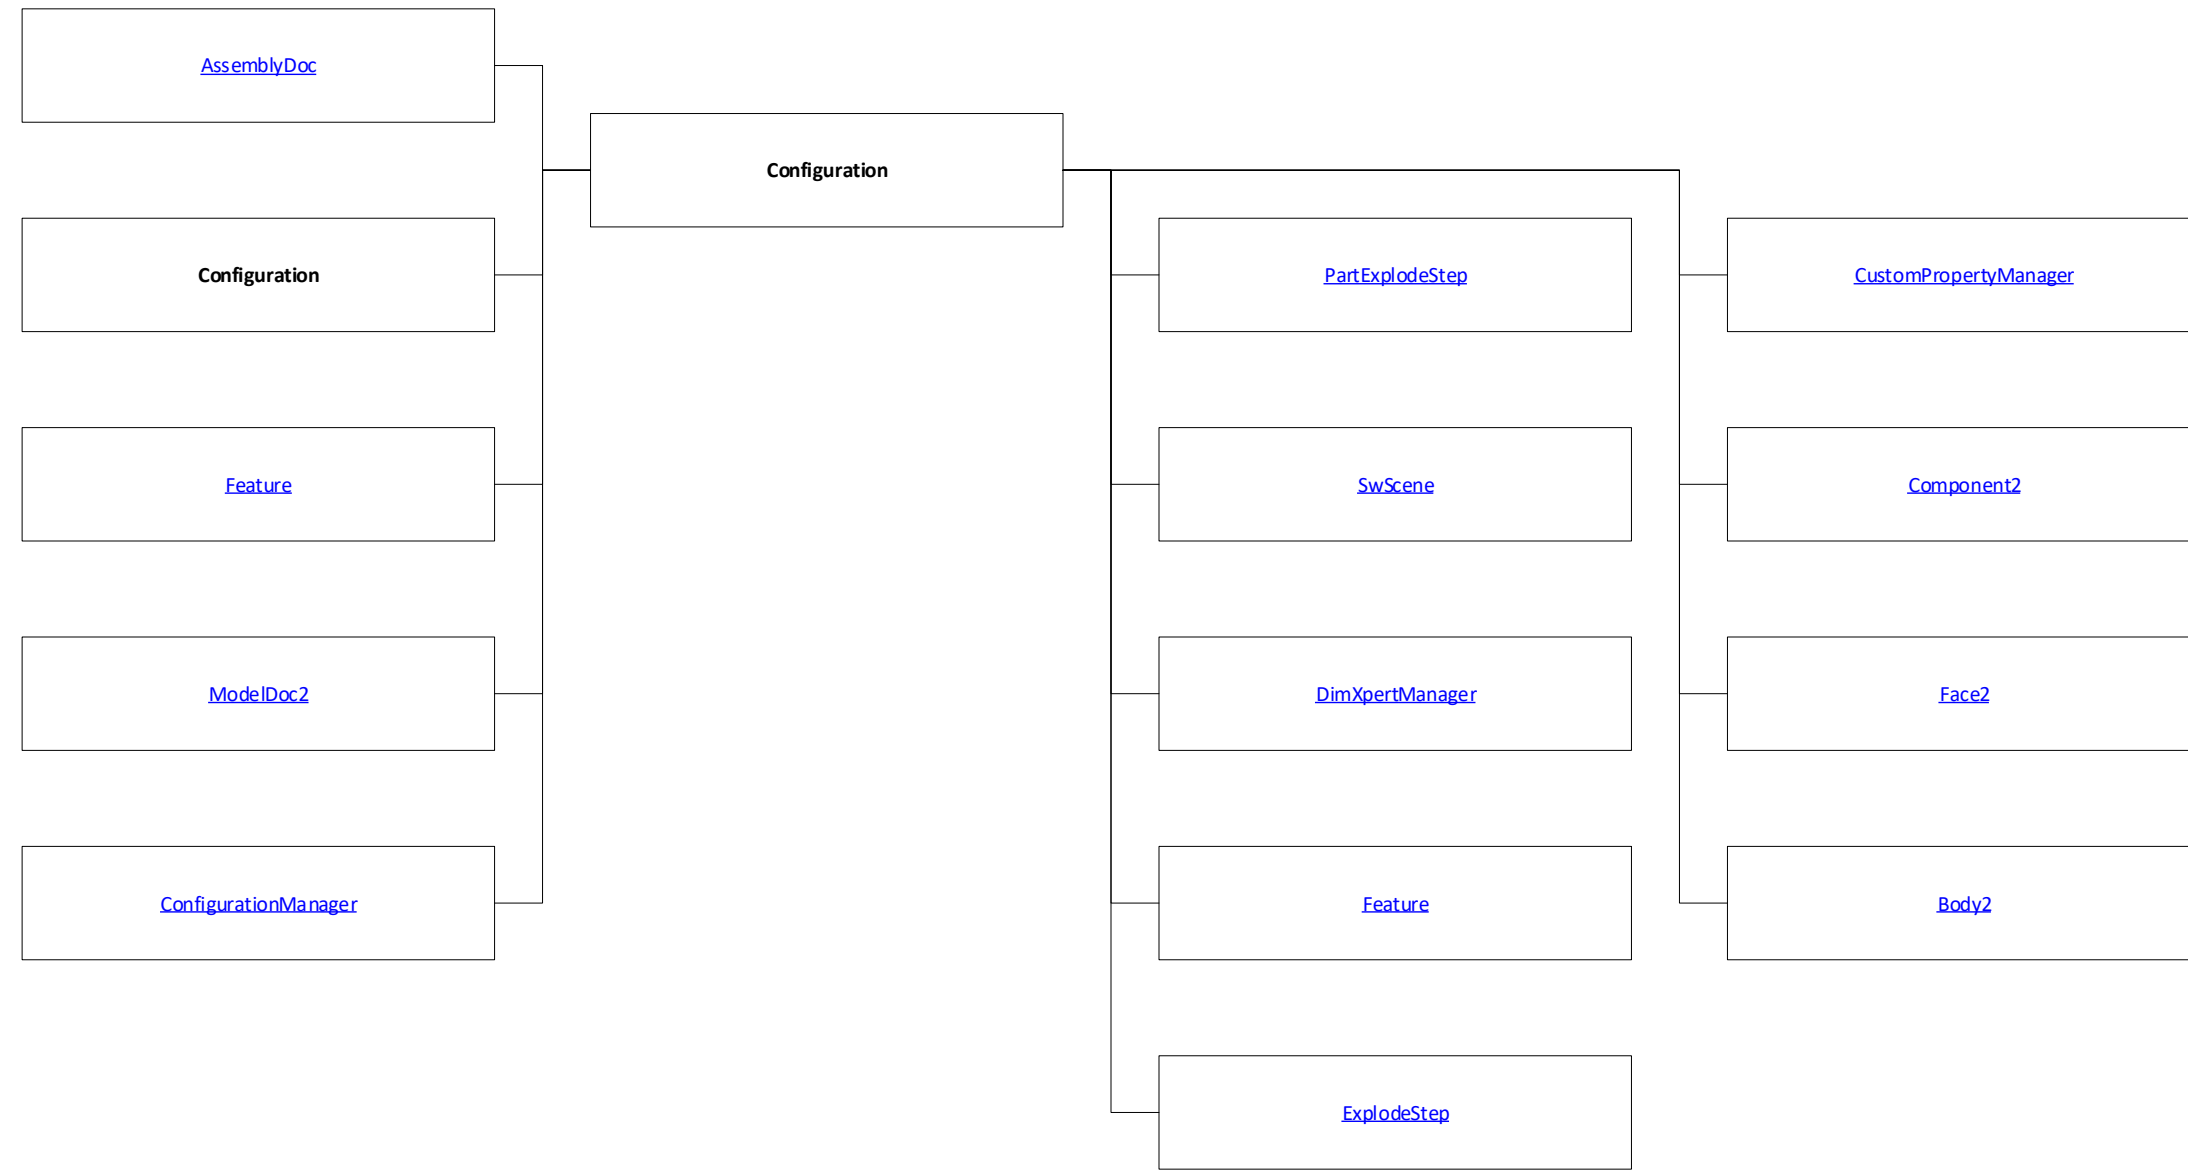 AssemblyDoc
Configuration
Feature
ModelDoc2
ConfigurationManager
Configuration
PartExplodeStep
SwScene
DimXpertManager
Feature
ExplodeStep
CustomPropertyManager
Component2
Face2
Body2